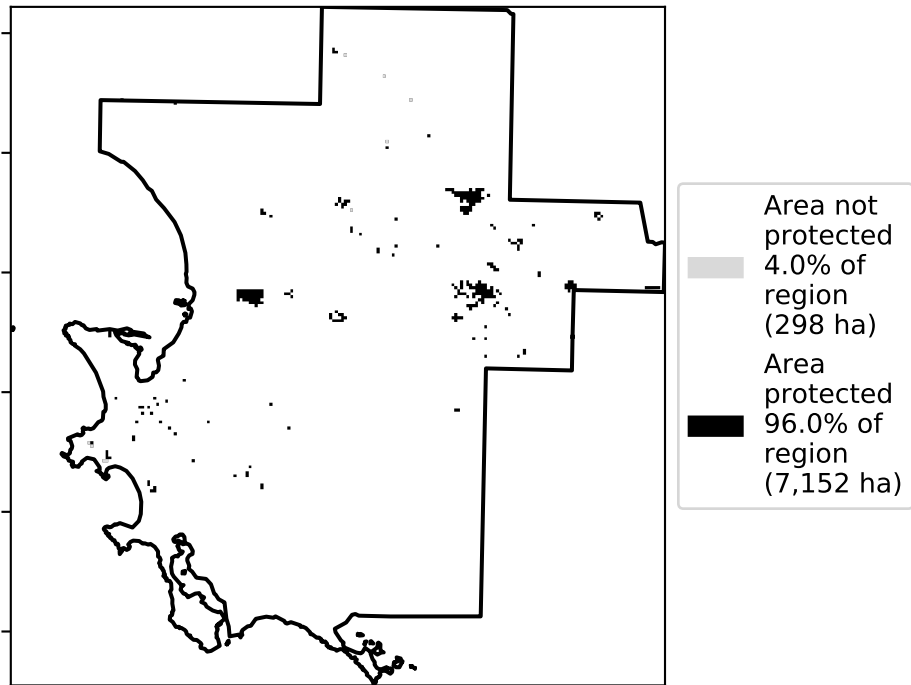 Area not
protected
4.0% of
region
(298 ha)
Area
protected
96.0% of
region
(7,152 ha)